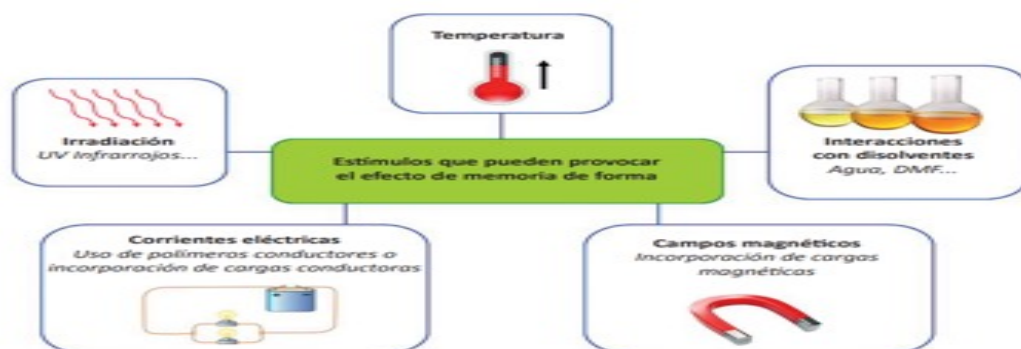 Temperatura
Irradiación
UV Infrarrojos...
Interacciones
con disolventes
Agua, DMF...
Estímulos que pueden provocar
el efecto de memoria de forma
Corrientes eléctricas
Uso de polímeros conductores o
incorporación de cargas conductoras
Campos magnéticos
Incorporación de cargas
magnéticas